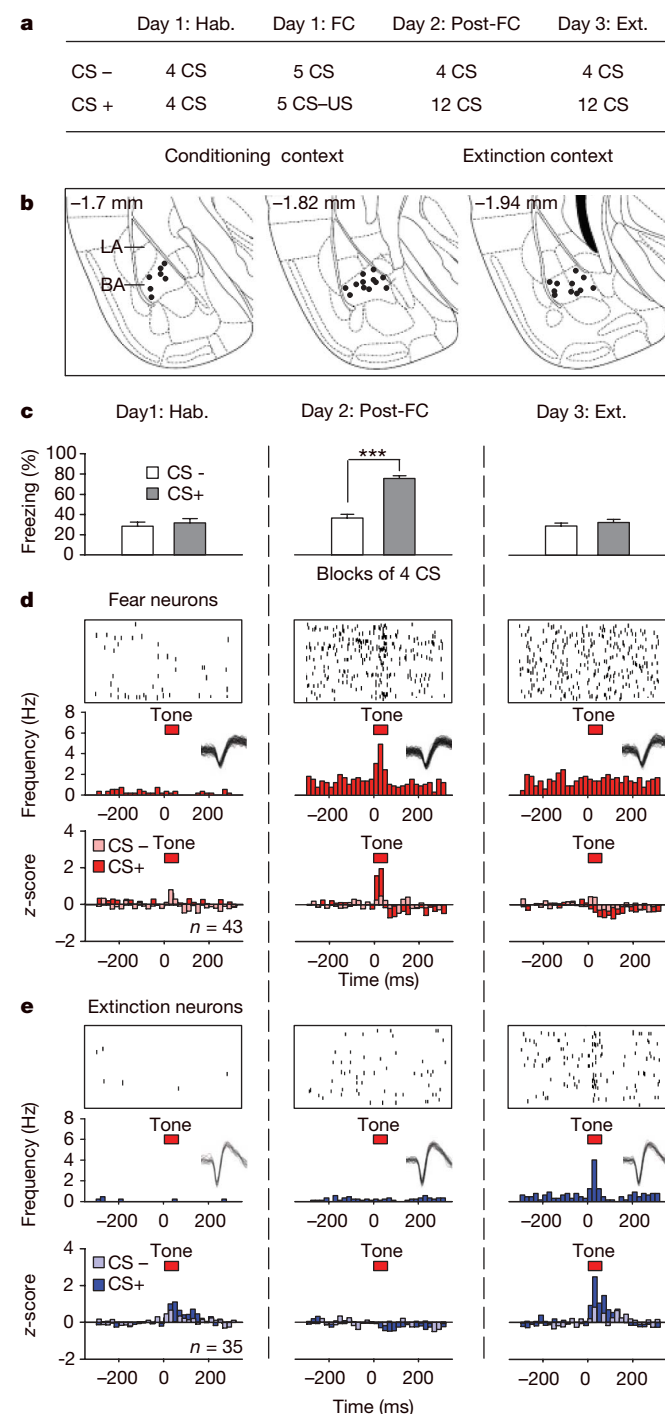 a
Day 1: Hab. Day 1: FC Day 2: Post-FC Day 3: Ext.
CS – 4 CS 5 CS 4 CS 4 CS
CS + 4 CS 5 CS–US 12 CS 12 CS
Conditioning context Extinction context
b
–1.7 mm –1.82 mm –1.94 mm
LA
BA
c
Day1: Hab. Day 2: Post-FC Day 3: Ext.
Freezing (%)
100
80
60
40
20
0
CS -
CS+
***
Blocks of 4 CS
d
Fear neurons
Frequency (Hz)
8
6
4
2
0
Tone Tone Tone
–200 0 200 –200 0 200 –200 0 200
z-score
4
2
0
–2
CS –
CS+
Tone Tone Tone
n = 43
–200 0 200 –200 0 200 –200 0 200
Time (ms)
e
Extinction neurons
Frequency (Hz)
8
6
4
2
0
Tone Tone Tone
–200 0 200 –200 0 200 –200 0 200
z-score
4
2
0
–2
CS –
CS+
Tone Tone Tone
n = 35
–200 0 200 –200 0 200 –200 0 200
Time (ms)